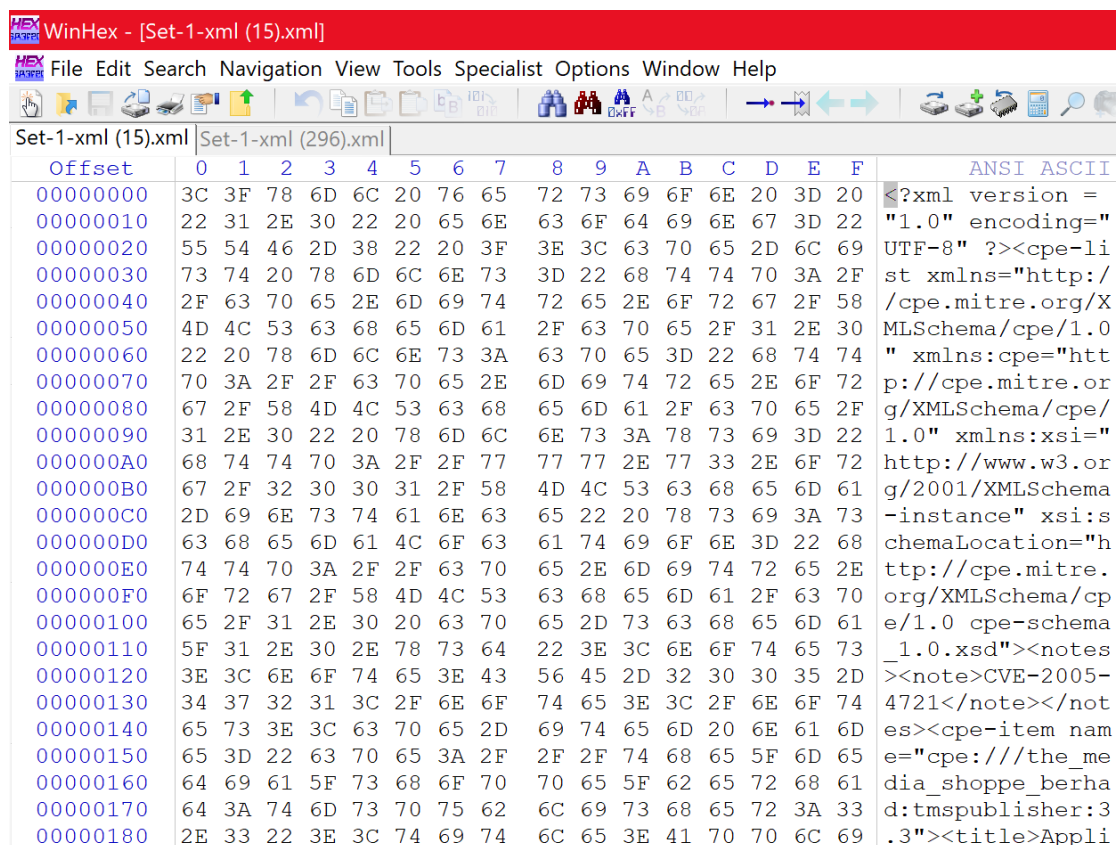 WinHex - [Set-1-xml (15).xml]
File Edit Search Navigation View Tools Specialist Options Window Help
Set-1-xml (15).xml Set-1-xml (296).xml
Offset 0 1 2 3 4 5 6 7 8 9 A B C D E F ANSI ASCII
00000000 3C 3F 78 6D 6C 20 76 65 72 73 69 6F 6E 20 3D 20 <?xml version =
00000010 22 31 2E 30 22 20 65 6E 63 6F 64 69 6E 67 3D 22 "1.0" encoding="
00000020 55 54 46 2D 38 22 20 3F 3E 3C 63 70 65 2D 6C 69 UTF-8" ?><cpe-li
00000030 73 74 20 78 6D 6C 6E 73 3D 22 68 74 74 70 3A 2F st xmlns="http:/
00000040 2F 63 70 65 2E 6D 69 74 72 65 2E 6F 72 67 2F 58 /cpe.mitre.org/X
00000050 4D 4C 53 63 68 65 6D 61 2F 63 70 65 2F 31 2E 30 MLSchema/cpe/1.0
00000060 22 20 78 6D 6C 6E 73 3A 63 70 65 3D 22 68 74 74 " xmlns:cpe="htt
00000070 70 3A 2F 2F 63 70 65 2E 6D 69 74 72 65 2E 6F 72 p://cpe.mitre.or
00000080 67 2F 58 4D 4C 53 63 68 65 6D 61 2F 63 70 65 2F g/XMLSchema/cpe/
00000090 31 2E 30 22 20 78 6D 6C 6E 73 3A 78 73 69 3D 22 1.0" xmlns:xsi="
000000A0 68 74 74 70 3A 2F 2F 77 77 77 2E 77 33 2E 6F 72 http://www.w3.or
000000B0 67 2F 32 30 30 31 2F 58 4D 4C 53 63 68 65 6D 61 g/2001/XMLSchema
000000C0 2D 69 6E 73 74 61 6E 63 65 22 20 78 73 69 3A 73 -instance" xsi:s
000000D0 63 68 65 6D 61 4C 6F 63 61 74 69 6F 6E 3D 22 68 chemaLocation="h
000000E0 74 74 70 3A 2F 2F 63 70 65 2E 6D 69 74 72 65 2E ttp://cpe.mitre.
000000F0 6F 72 67 2F 58 4D 4C 53 63 68 65 6D 61 2F 63 70 org/XMLSchema/cp
00000100 65 2F 31 2E 30 20 63 70 65 2D 73 63 68 65 6D 61 e/1.0 cpe-schema
00000110 5F 31 2E 30 2E 78 73 64 22 3E 3C 6E 6F 74 65 73 _1.0.xsd"><notes
00000120 3E 3C 6E 6F 74 65 3E 43 56 45 2D 32 30 30 35 2D ><note>CVE-2005-
00000130 34 37 32 31 3C 2F 6E 6F 74 65 3E 3C 2F 6E 6F 74 4721</note></not
00000140 65 73 3E 3C 63 70 65 2D 69 74 65 6D 20 6E 61 6D es><cpe-item nam
00000150 65 3D 22 63 70 65 3A 2F 2F 2F 74 68 65 5F 6D 65 e="cpe:///the_me
00000160 64 69 61 5F 73 68 6F 70 70 65 5F 62 65 72 68 61 dia_shoppe_berha
00000170 64 3A 74 6D 73 70 75 62 6C 69 73 68 65 72 3A 33 d:tmspublisher:3
00000180 2E 33 22 3E 3C 74 69 74 6C 65 3E 41 70 70 6C 69 .3"><title>Appli